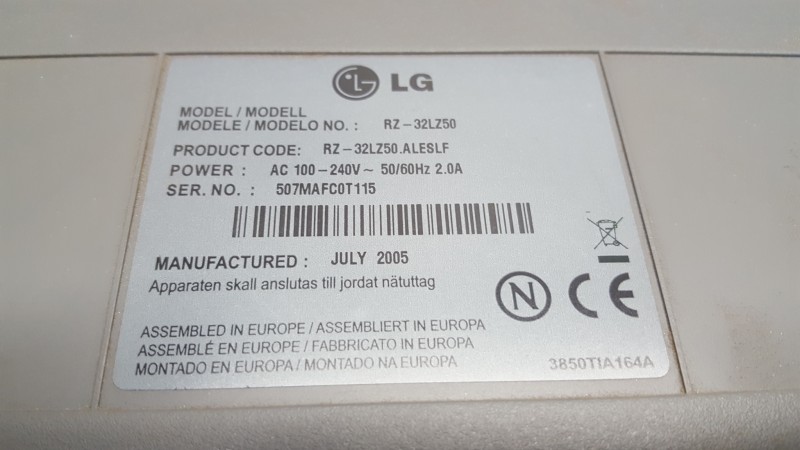 LG
MODEL / MODELL
MODELE / MODELO NO. : RZ-32LZ50
PRODUCT CODE: RZ-32LZ50.ALESLF
POWER : AC 100-240V~ 50/60Hz 2.0A
SER. NO. : 507MAFC0T115
MANUFACTURED : JULY 2005
Apparaten skall anslutas till jordat nätuttag
N CE
ASSEMBLED IN EUROPE / ASSEMBLIERT IN EUROPA
ASSEMBLÉ EN EUROPE / FABBRICATO IN EUROPA
MONTADO EN EUROPA / MONTADO NA EUROPA
3850TIA164A